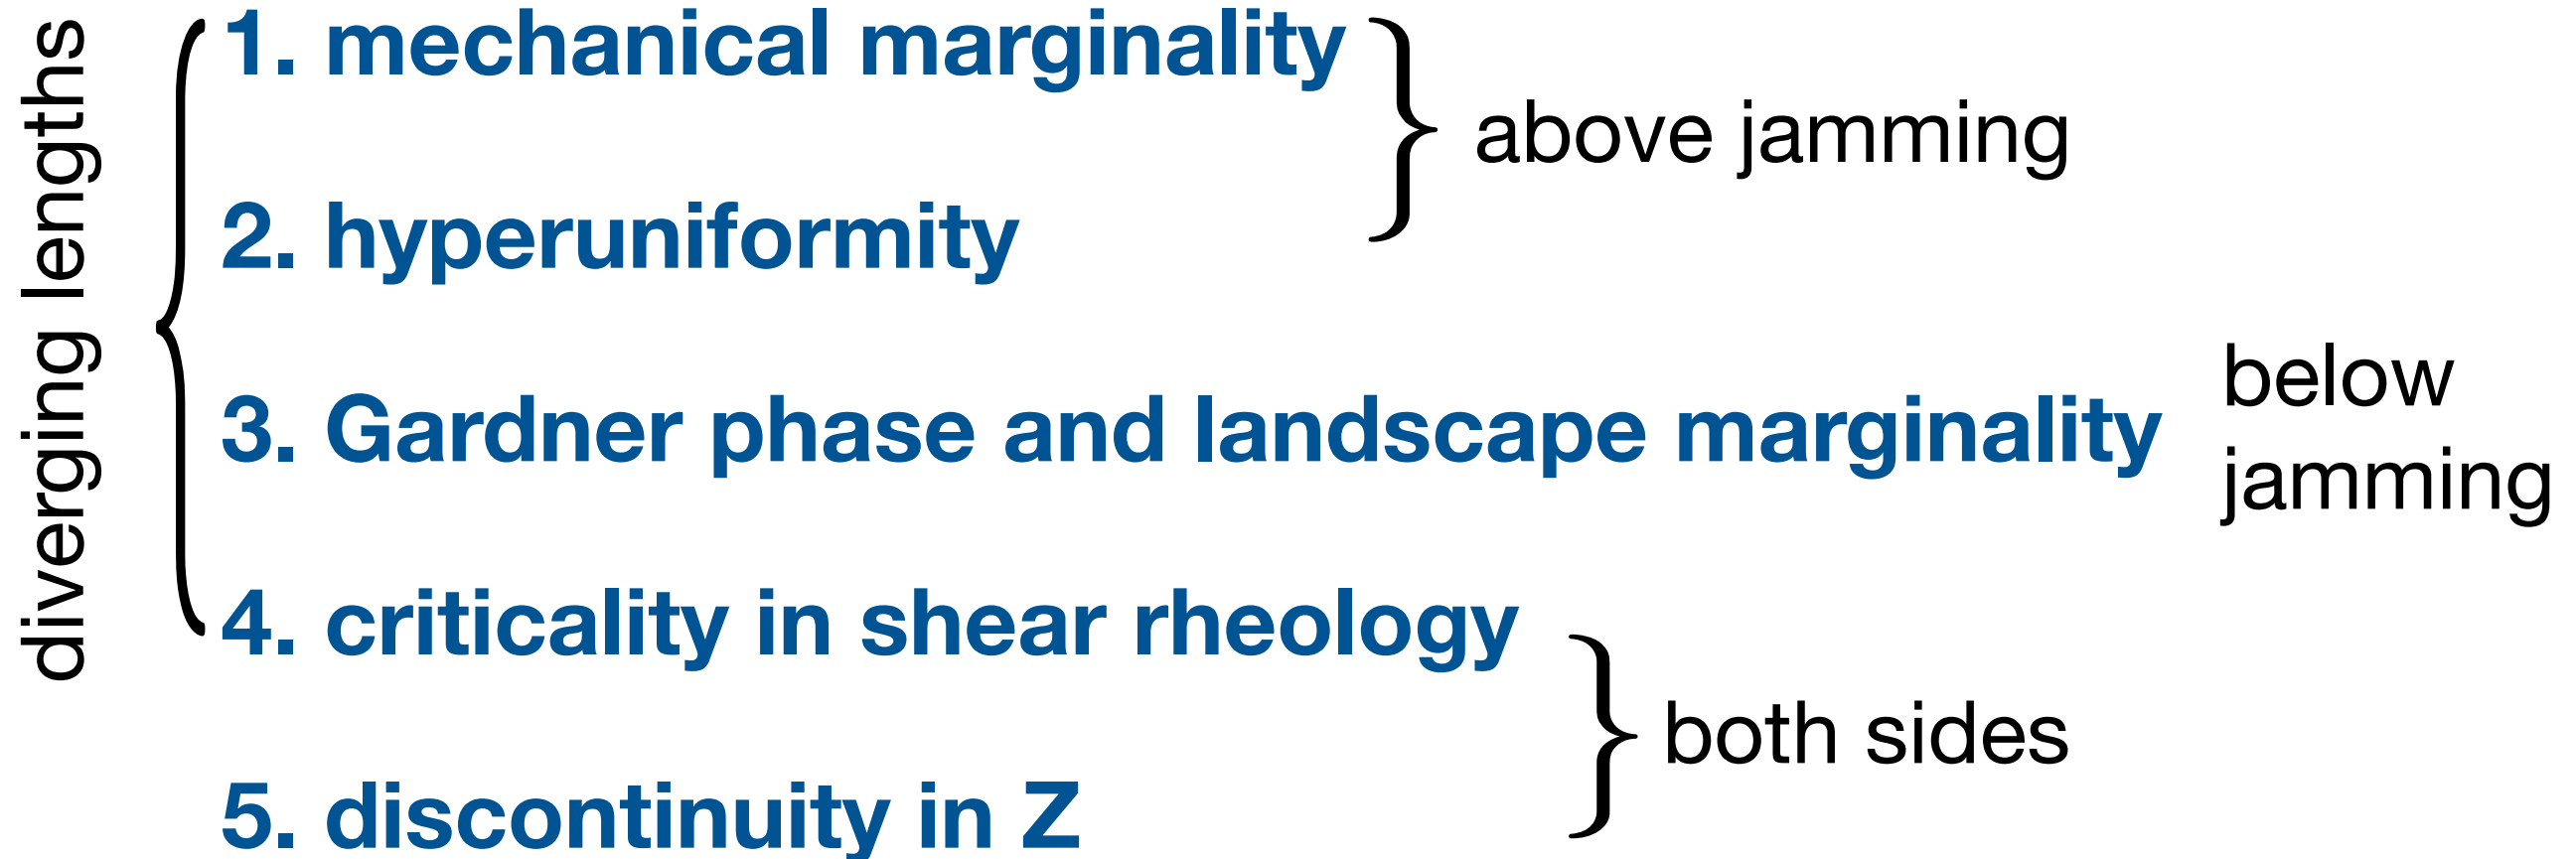 diverging lengths
1. mechanical marginality
above jamming
2. hyperuniformity
3. Gardner phase and landscape marginality
below
jamming
4. criticality in shear rheology
both sides
5. discontinuity in Z